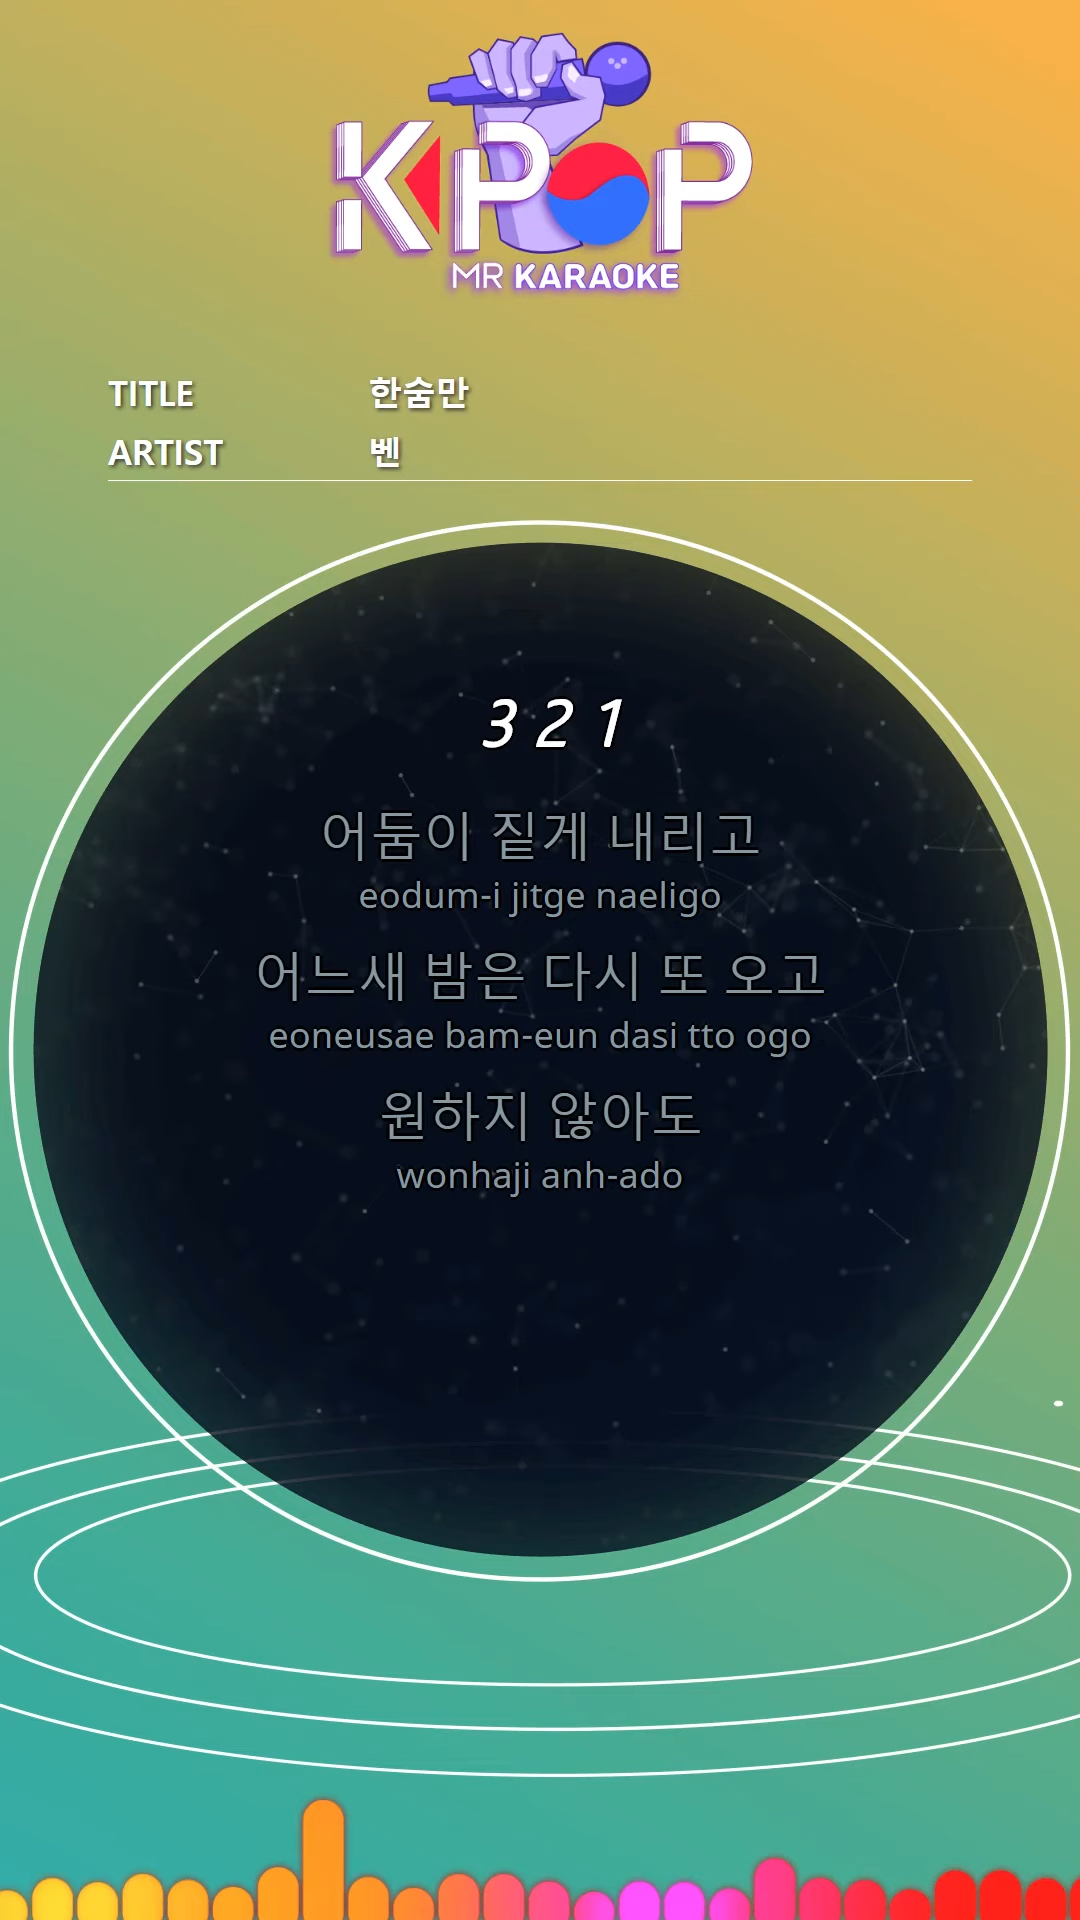 KPOP
MR KARAOKE
TITLE 한숨만
ARTIST 벤
3 2 1
어둠이 짙게 내리고
eodum-i jitge naeligo
어느새 밤은 다시 또 오고
eoneusae bam-eun dasi tto ogo
원하지 않아도
wonhaji anh-ado